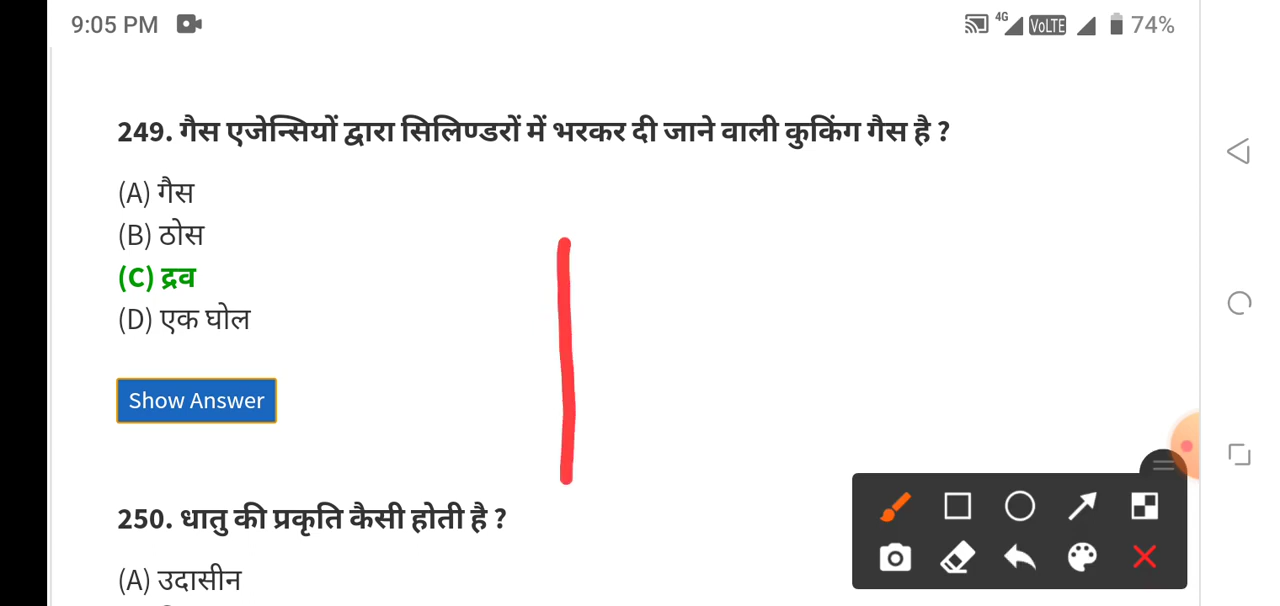 9:05 PM
4G VoLTE 74%
249. गैस एजेन्सियों द्वारा सिलिण्डरों में भरकर दी जाने वाली कुकिंग गैस है ?
(A) गैस
(B) ठोस
(C) द्रव
(D) एक घोल
Show Answer
250. धातु की प्रकृति कैसी होती है ?
(A) उदासीन